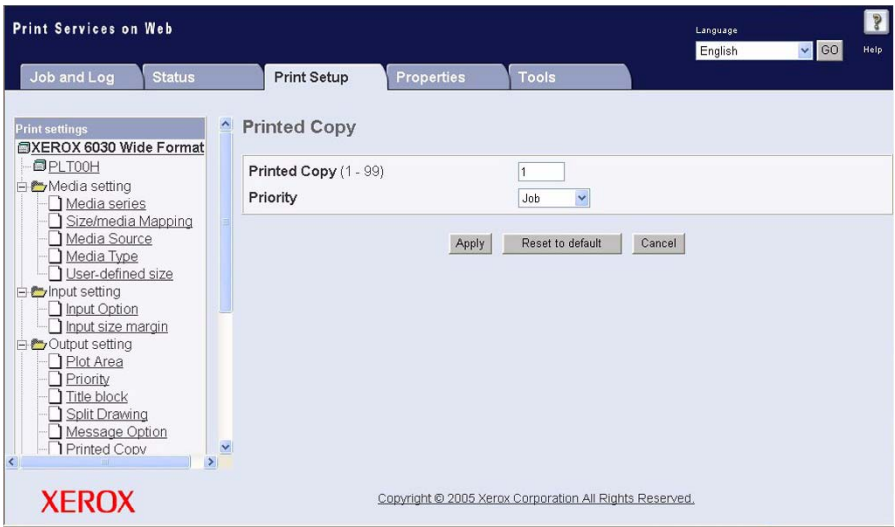 Print Services on Web
Language
English
GO
Help
Job and Log
Status
Print Setup
Properties
Tools
Print settings
XEROX 6030 Wide Format
PLT00H
Media setting
Media series
Size/media Mapping
Media Source
Media Type
User-defined size
Input setting
Input Option
Input size margin
Output setting
Plot Area
Priority
Title block
Split Drawing
Message Option
Printed Copy
Printed Copy
Printed Copy (1 - 99)
1
Priority
Job
Apply
Reset to default
Cancel
XEROX
Copyright © 2005 Xerox Corporation All Rights Reserved.